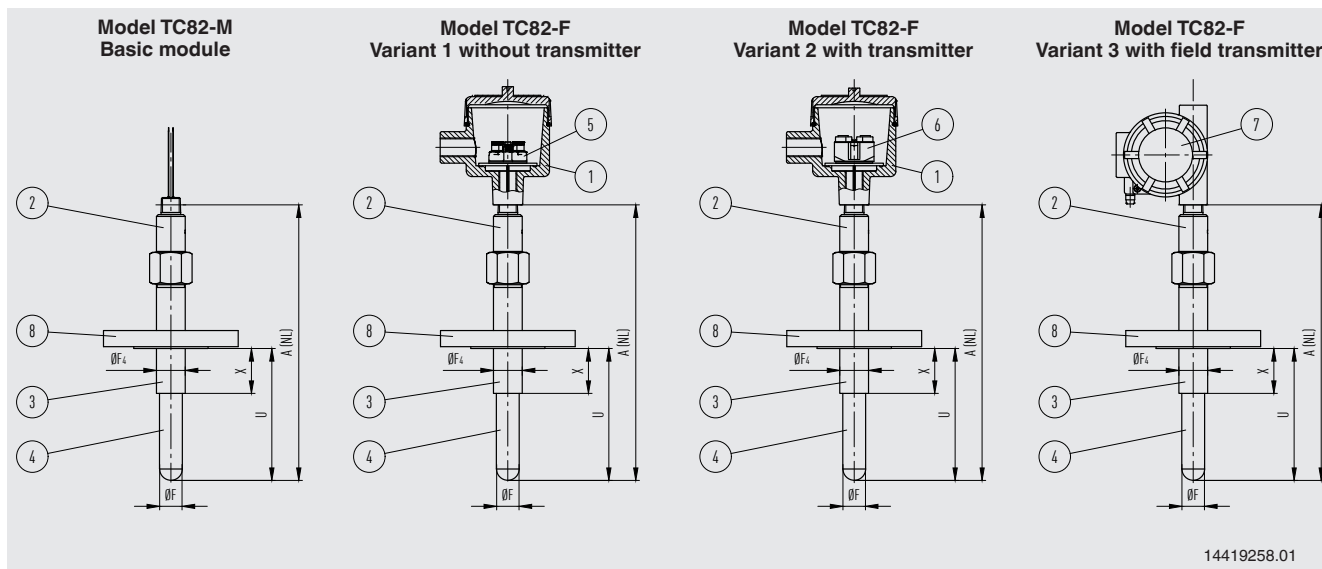 Model TC82-M
Basic module
Model TC82-F
Variant 1 without transmitter
Model TC82-F
Variant 2 with transmitter
Model TC82-F
Variant 3 with field transmitter
5
1
2
8
3
4
ØF4
X
U
A (NL)
ØF
6
1
2
8
3
4
ØF4
X
U
A (NL)
ØF
7
2
8
3
4
ØF4
X
U
A (NL)
ØF
2
8
3
4
ØF4
X
U
A (NL)
ØF
14419258.01